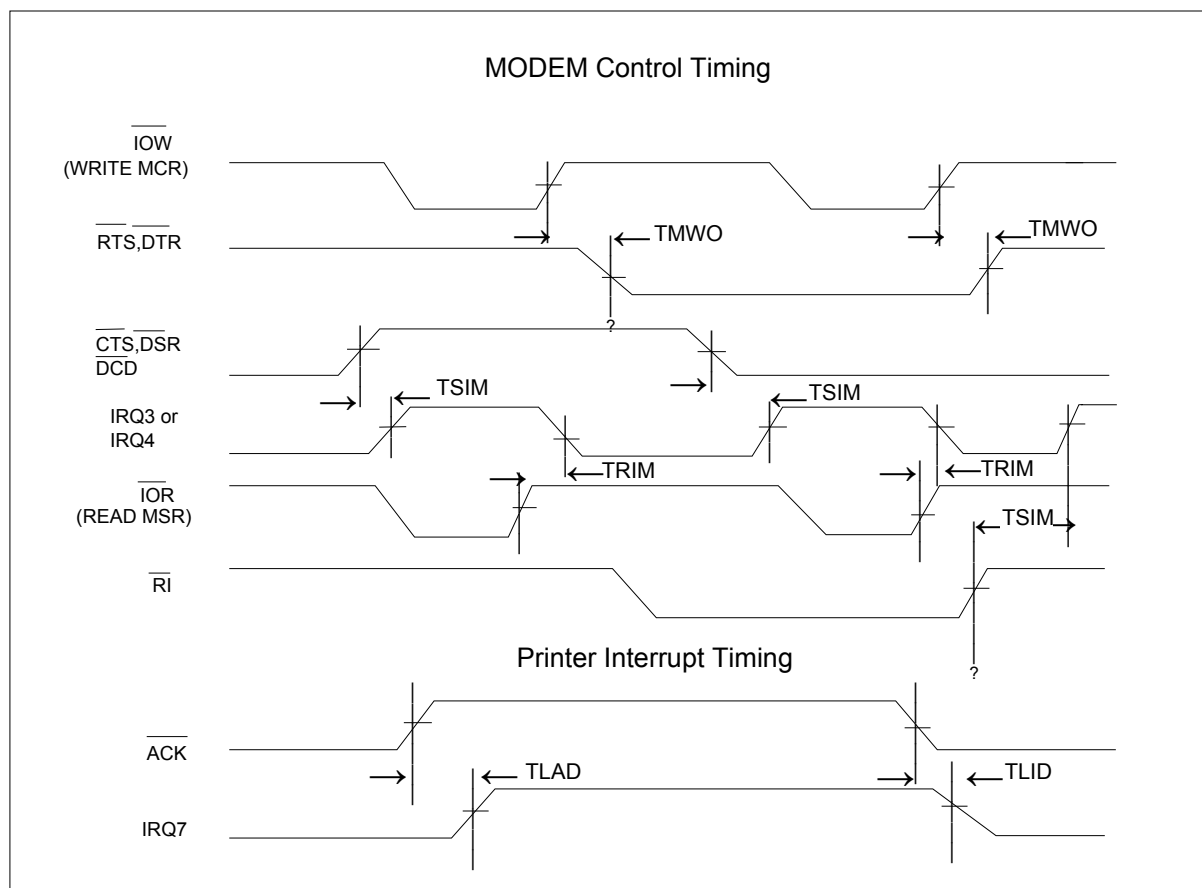 MODEM Control Timing
IOW
(WRITE MCR)
RTS,DTR
TMWO
TMWO
?
CTS,DSR
DCD
TSIM
TSIM
IRQ3 or
IRQ4
TRIM
TRIM
IOR
(READ MSR)
TSIM
RI
Printer Interrupt Timing
?
ACK
TLAD
TLID
IRQ7